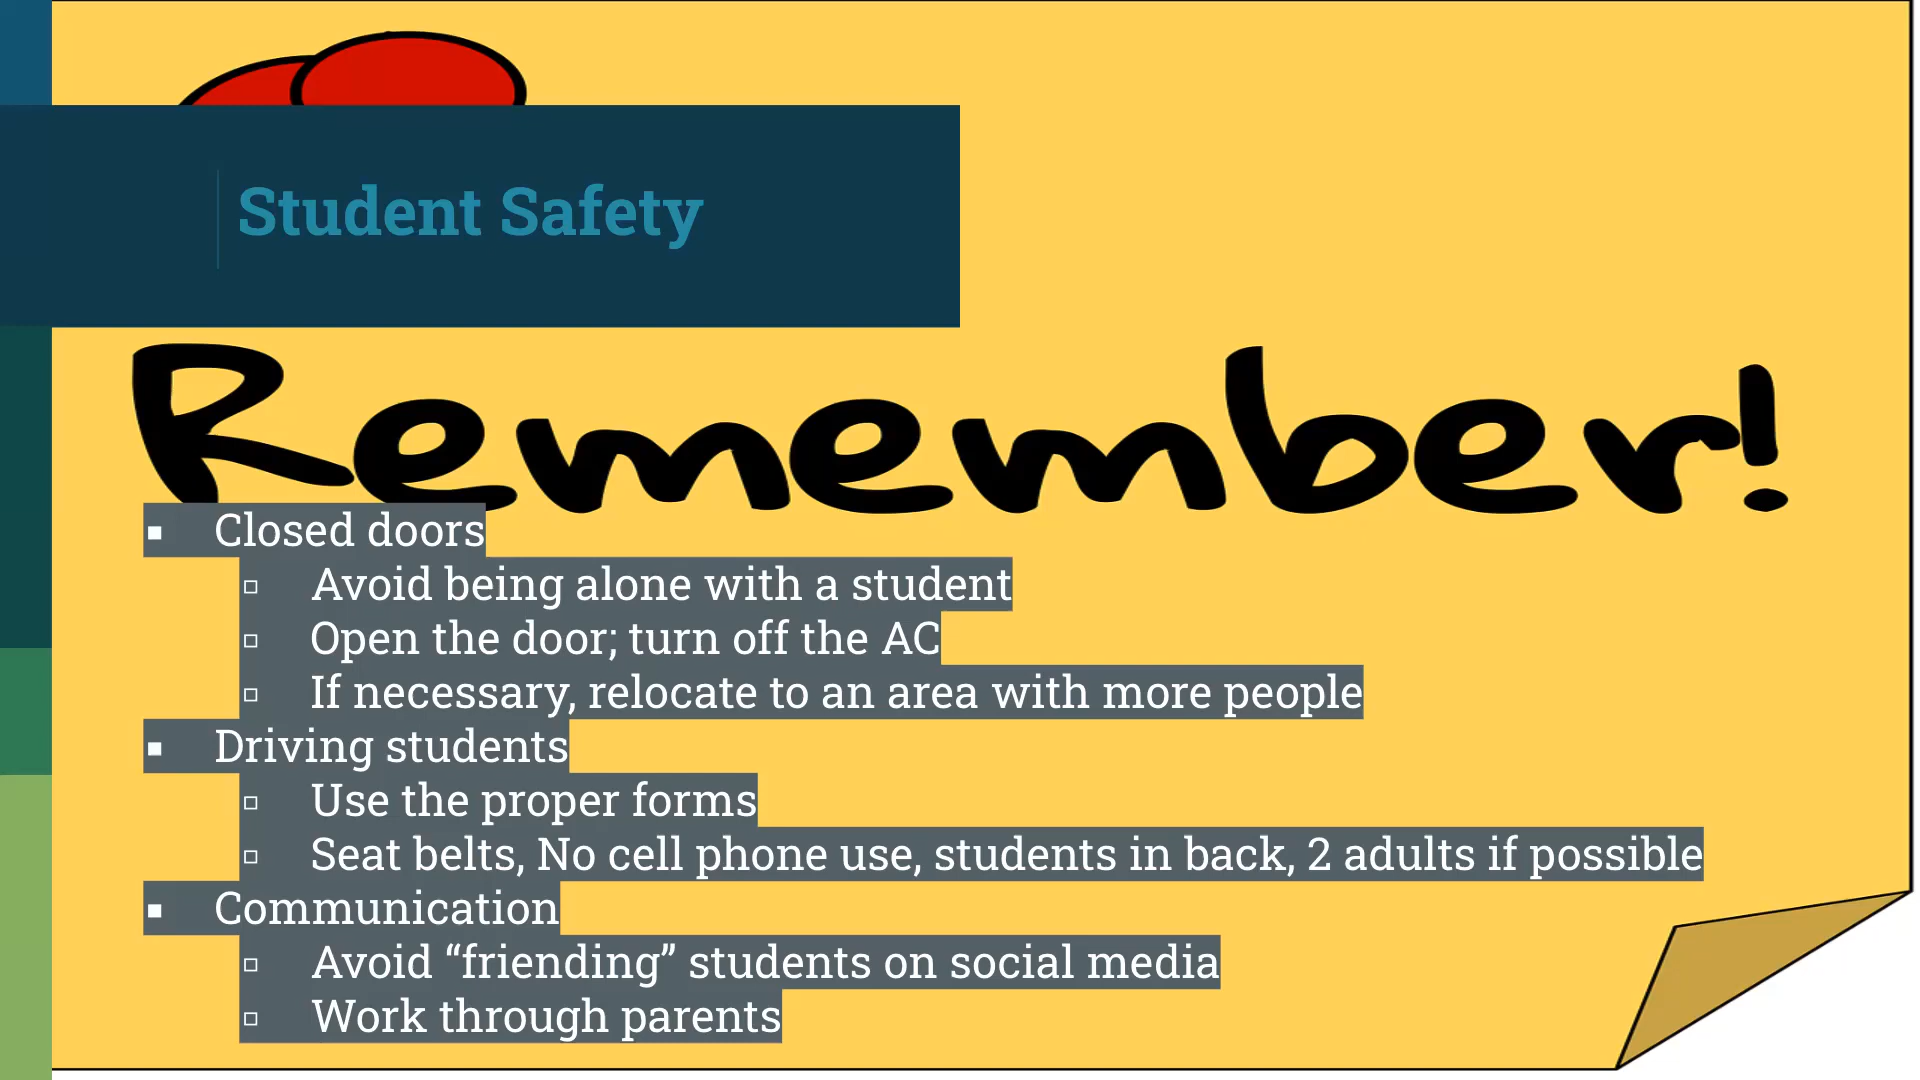 Student Safety
Remember!
▪ Closed doors
▫ Avoid being alone with a student
▫ Open the door; turn off the AC
▫ If necessary, relocate to an area with more people
▪ Driving students
▫ Use the proper forms
▫ Seat belts, No cell phone use, students in back, 2 adults if possible
▪ Communication
▫ Avoid “friending” students on social media
▫ Work through parents